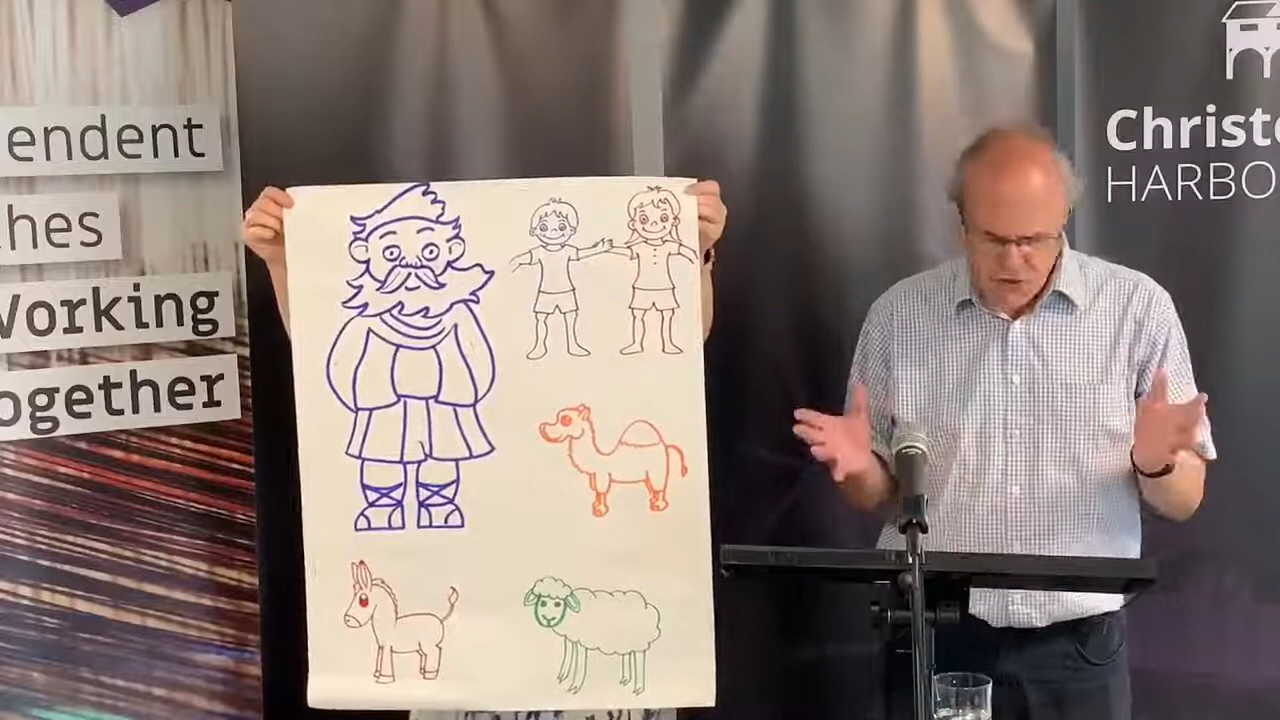 endent
hes
Working
ogether
Christ
HARBO